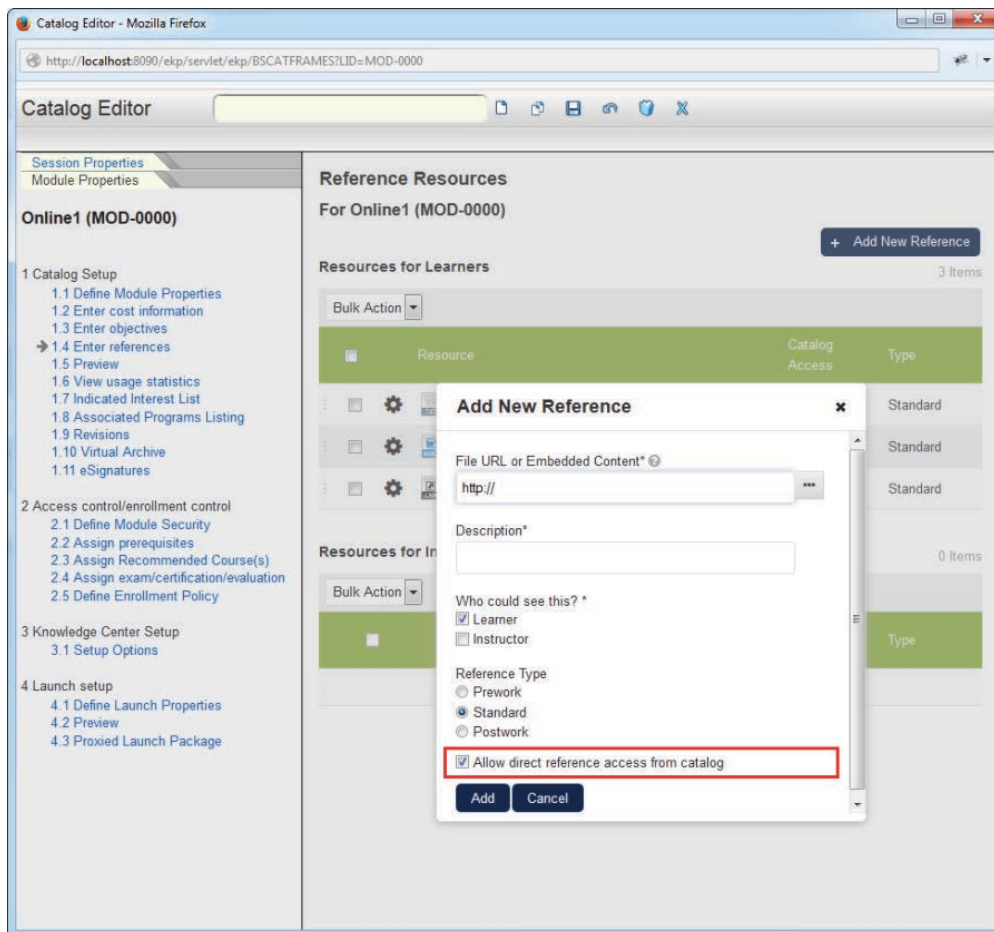 Catalog Editor - Mozilla Firefox
http://localhost:8090/ekp/servlet/ekp/BSCATFRAMES?LID=MOD-0000
Catalog Editor
Session Properties
Module Properties
Online1 (MOD-0000)
1 Catalog Setup
1.1 Define Module Properties
1.2 Enter cost information
1.3 Enter objectives
1.4 Enter references
1.5 Preview
1.6 View usage statistics
1.7 Indicated Interest List
1.8 Associated Programs Listing
1.9 Revisions
1.10 Virtual Archive
1.11 eSignatures
2 Access control/enrollment control
2.1 Define Module Security
2.2 Assign prerequisites
2.3 Assign Recommended Course(s)
2.4 Assign exam/certification/evaluation
2.5 Define Enrollment Policy
3 Knowledge Center Setup
3.1 Setup Options
4 Launch setup
4.1 Define Launch Properties
4.2 Preview
4.3 Proxied Launch Package
Reference Resources
For Online1 (MOD-0000)
+ Add New Reference
Resources for Learners
3 Items
Bulk Action
Resource
Catalog
Access
Type
Standard
Standard
Standard
Resources for In
0 Items
Bulk Action
Type
Add New Reference
File URL or Embedded Content*
http://
Description*
Who could see this? *
Learner
Instructor
Reference Type
Prework
Standard
Postwork
Allow direct reference access from catalog
Add
Cancel